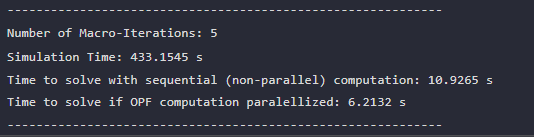 -----------------------------------------------------------
Number of Macro-Iterations: 5
Simulation Time: 433.1545 s
Time to solve with sequential (non-parallel) computation: 10.9265 s
Time to solve if OPF computation paralellized: 6.2132 s
-----------------------------------------------------------